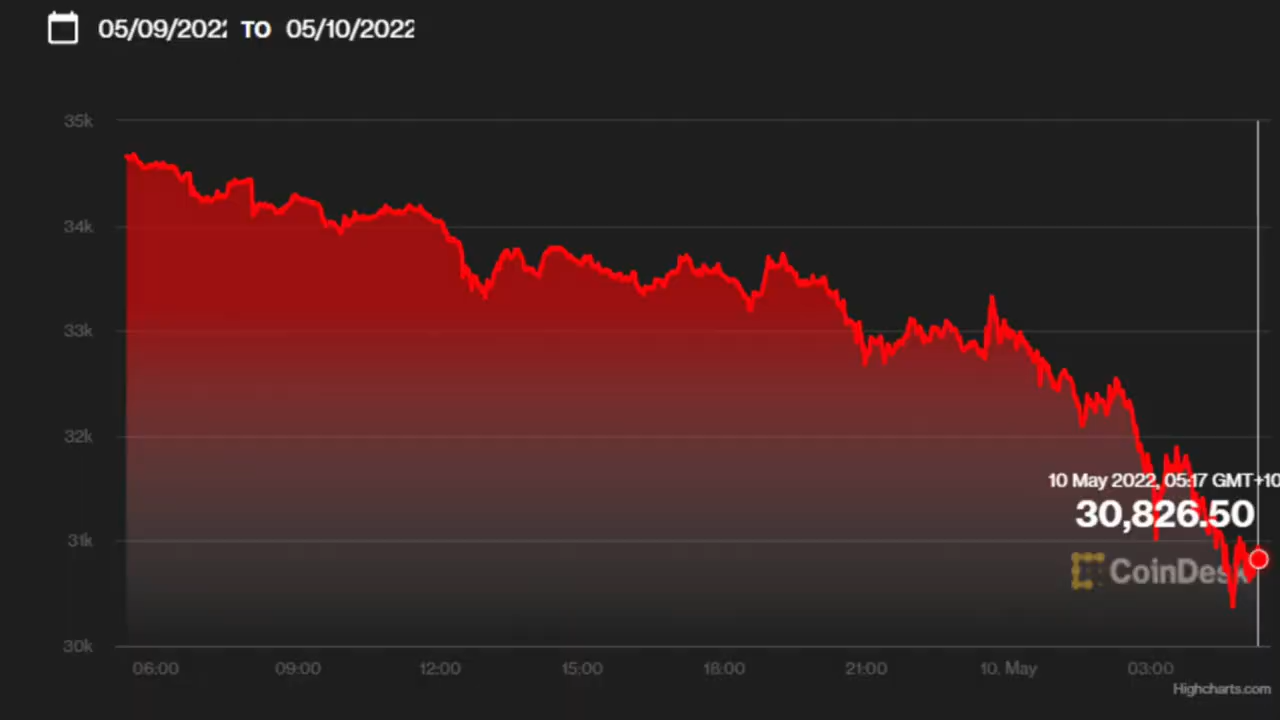 05/09/2022 TO 05/10/2022
35k
34k
33k
32k
10 May 2022, 05:17 GMT+10
30,826.50
31k
CoinDesk
30k
06:00 09:00 12:00 15:00 18:00 21:00 10. May 03:00
Highcharts.com